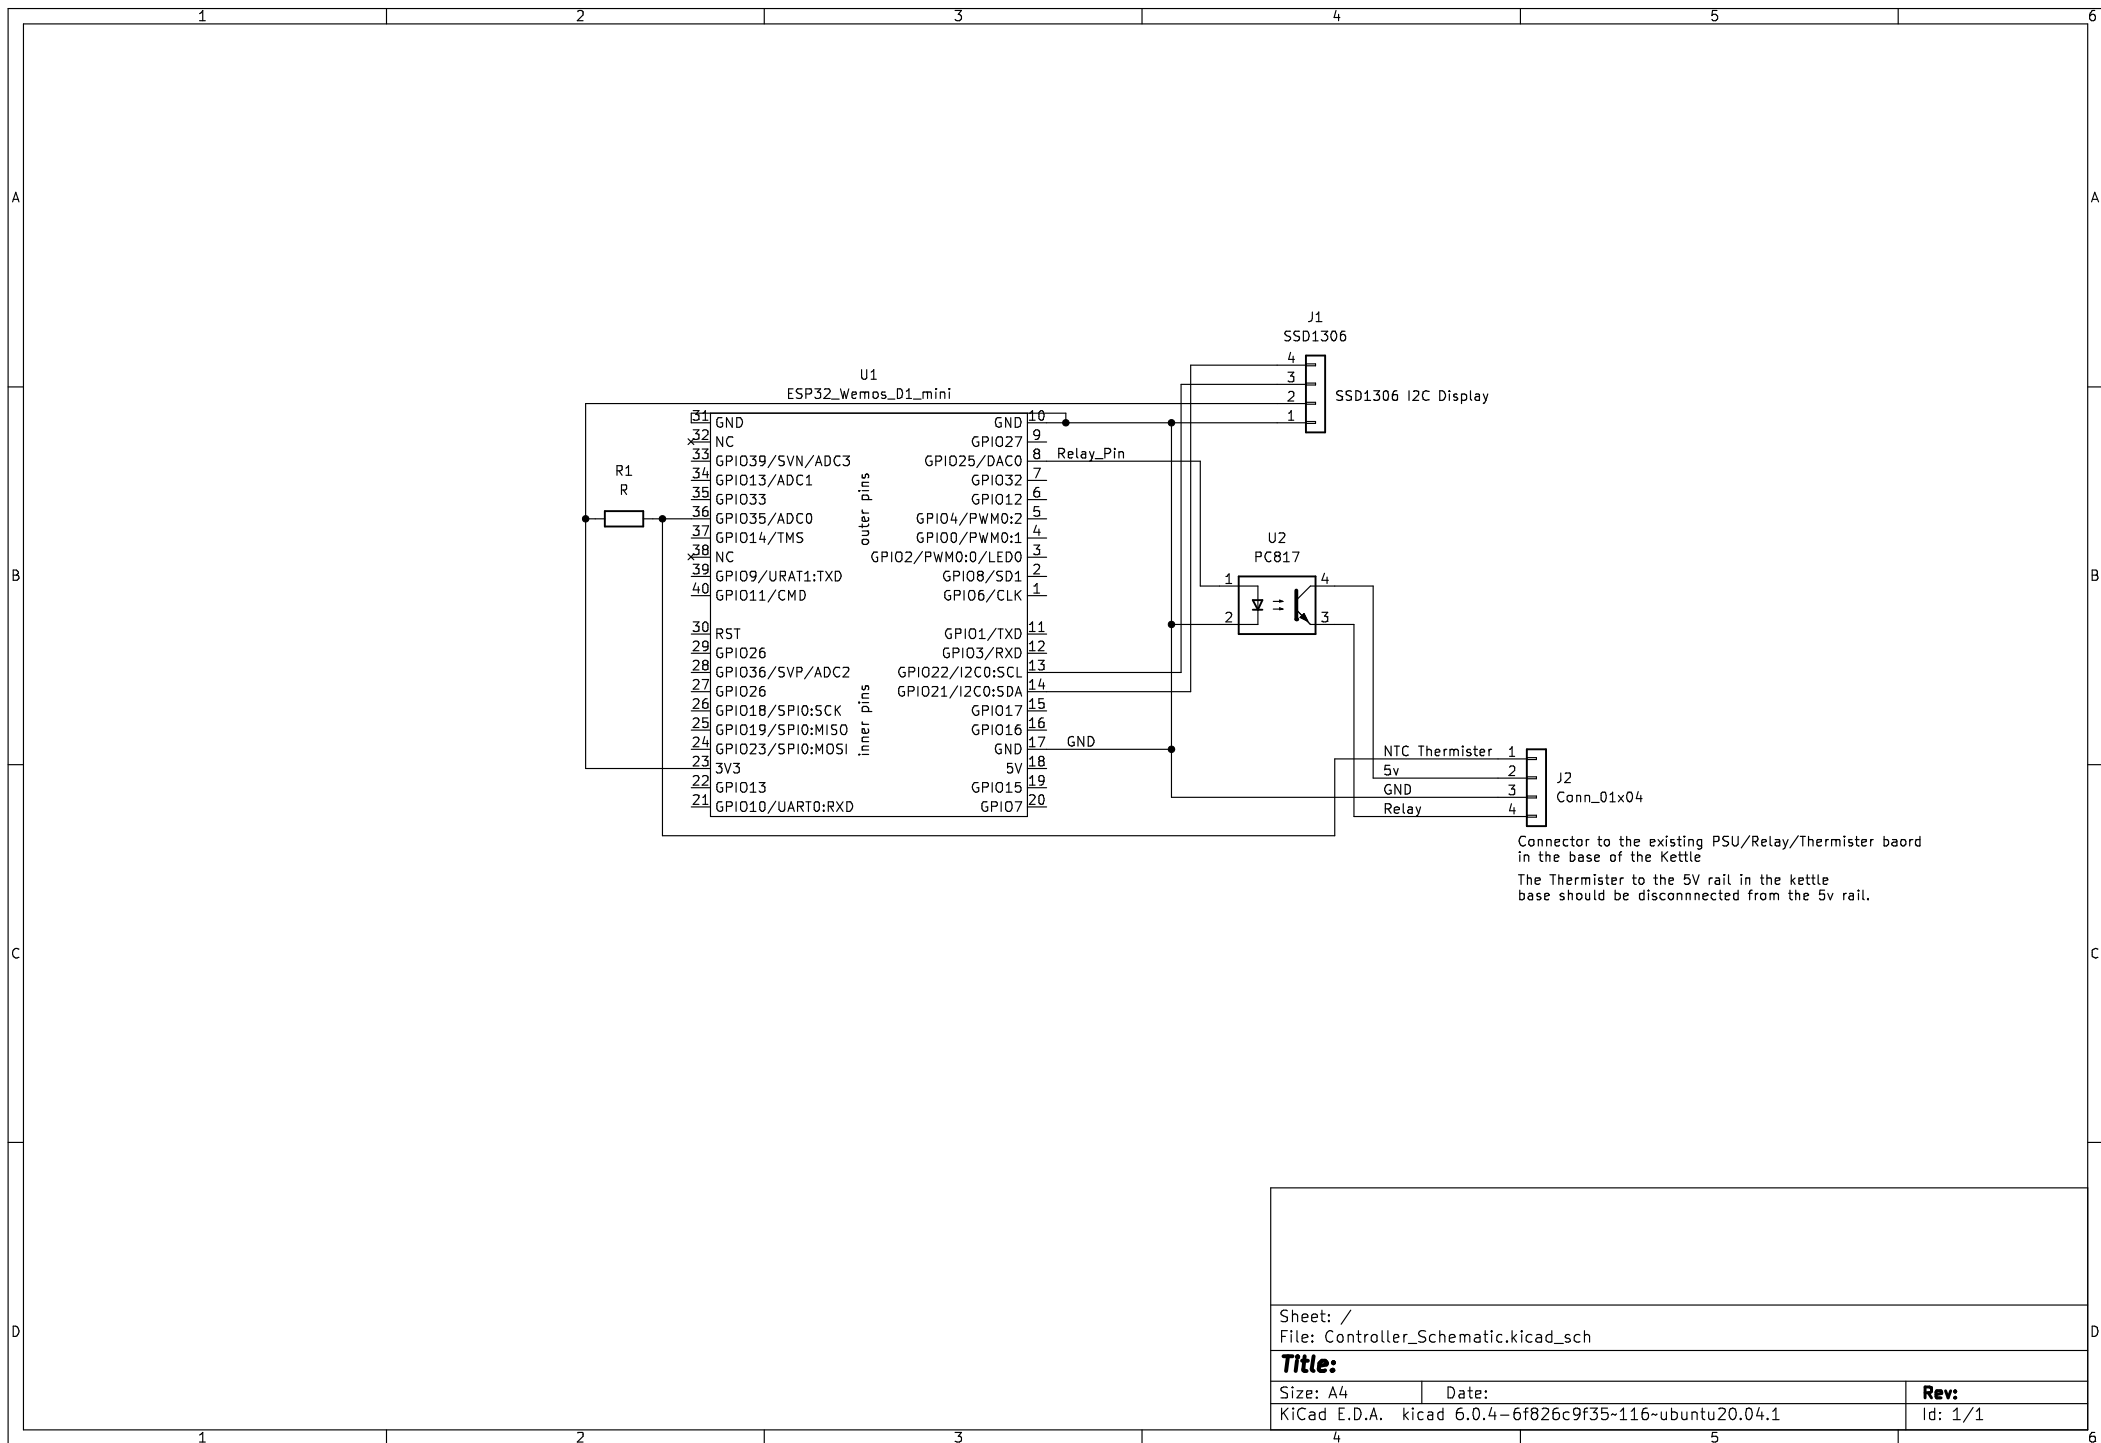 1 2 3 4 5 6
A A
B B
C C
D D
J1
SSD1306
4
3
2
1
SSD1306 I2C Display
U1
ESP32_Wemos_D1_mini
31 GND GND 10
32 NC GPIO27 9
33 GPIO39/SVN/ADC3 GPIO25/DAC0 8 Relay_Pin
34 GPIO13/ADC1 GPIO32 7
35 GPIO33 GPIO12 6
36 GPIO35/ADC0 GPIO4/PWM0:2 5
37 GPIO14/TMS GPIO0/PWM0:1 4
38 NC GPIO2/PWM0:0/LED0 3
39 GPIO9/URAT1:TXD GPIO8/SD1 2
40 GPIO11/CMD GPIO6/CLK 1
outer pins
30 RST GPIO1/TXD 11
29 GPIO26 GPIO3/RXD 12
28 GPIO36/SVP/ADC2 GPIO22/I2C0:SCL 13
27 GPIO26 GPIO21/I2C0:SDA 14
26 GPIO18/SPI0:SCK GPIO17 15
25 GPIO19/SPI0:MISO GPIO16 16
24 GPIO23/SPI0:MOSI GND 17 GND
23 3V3 5V 18
22 GPIO13 GPIO15 19
21 GPIO10/UART0:RXD GPIO7 20
inner pins
R1
R
U2
PC817
1 4
2 3
NTC Thermister 1
5v 2
GND 3
Relay 4
J2
Conn_01x04
Connector to the existing PSU/Relay/Thermister baord
in the base of the Kettle
The Thermister to the 5V rail in the kettle
base should be disconnnected from the 5v rail.
Sheet: /
File: Controller_Schematic.kicad_sch
Title:
Size: A4 Date: Rev:
KiCad E.D.A. kicad 6.0.4-6f826c9f35~116~ubuntu20.04.1 Id: 1/1
1 2 3 4 5 6